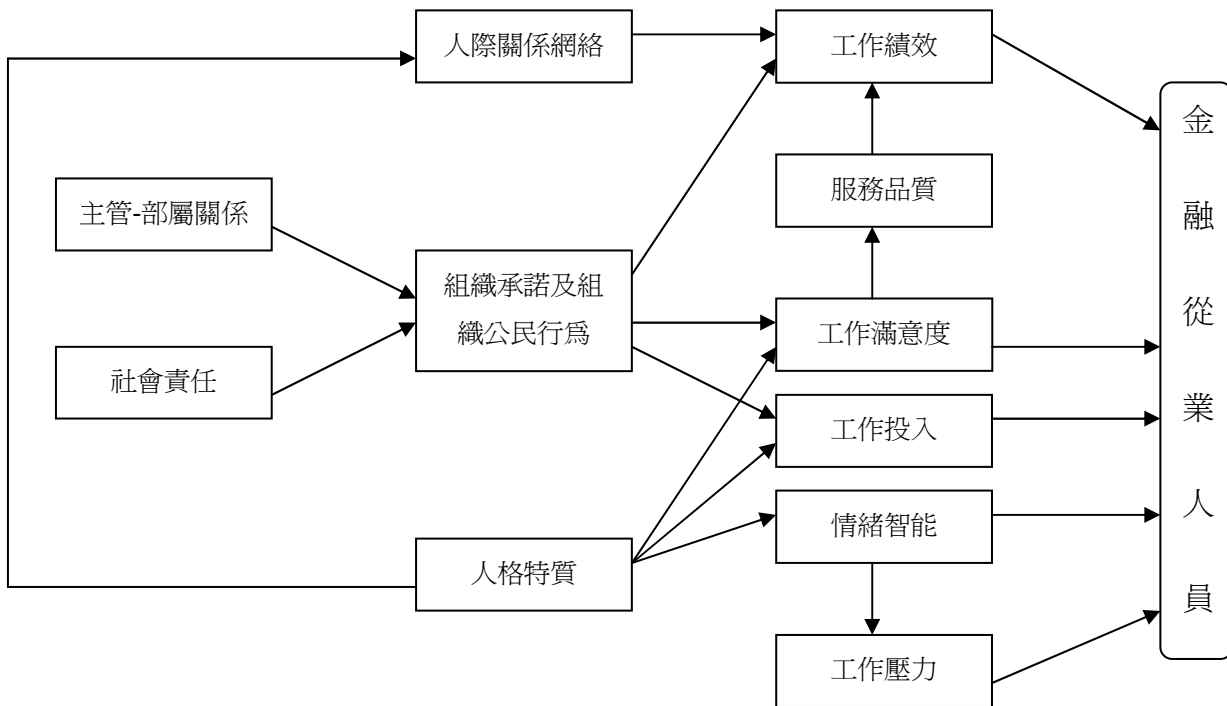 人際關係網絡
工作績效
服務品質
主管-部屬關係
組織承諾及組
織公民行為
工作滿意度
社會責任
工作投入
情緒智能
人格特質
工作壓力
金
融
從
業
人
員